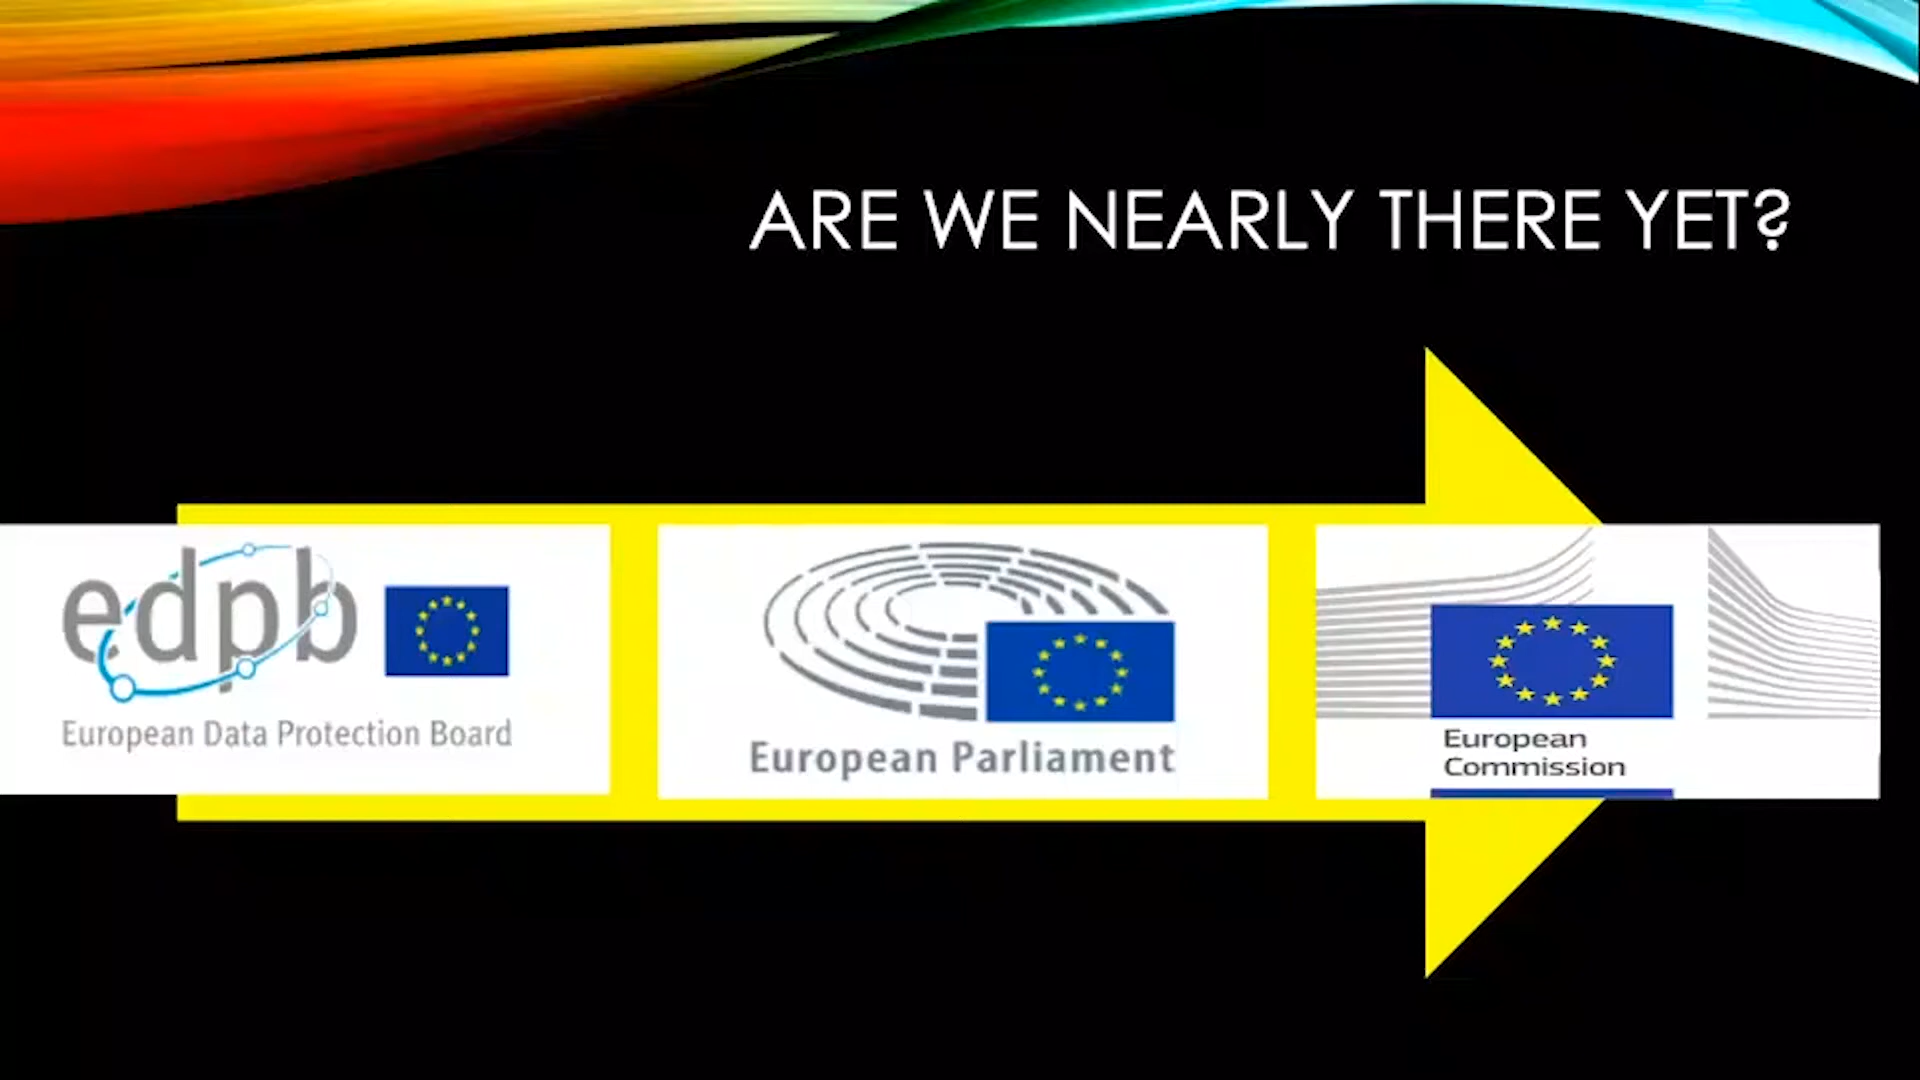 ARE WE NEARLY THERE YET?
edpb
European Data Protection Board
European Parliament
European
Commission